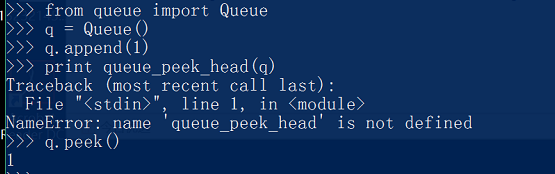 >>> from queue import Queue
>>> q = Queue()
>>> q.append(1)
>>> print queue_peek_head(q)
Traceback (most recent call last):
  File "<stdin>", line 1, in <module>
NameError: name 'queue_peek_head' is not defined
>>> q.peek()
1
>>>